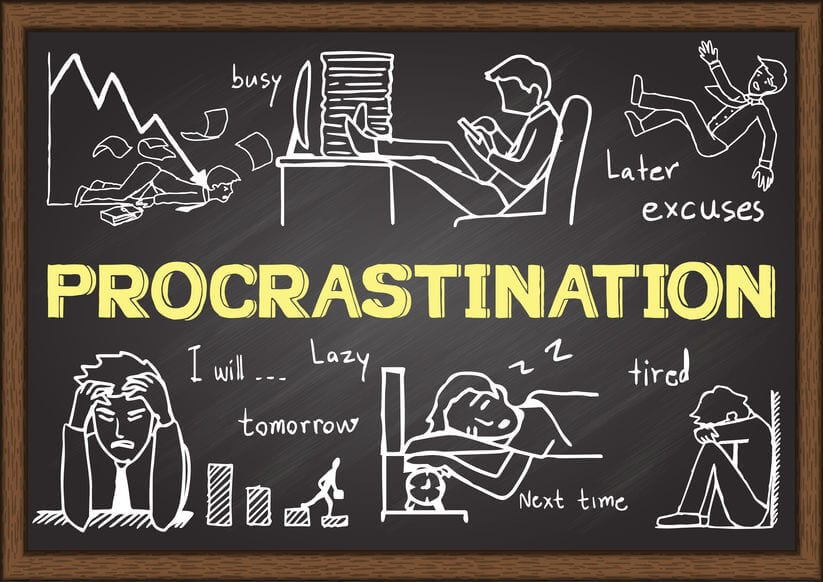 busy
Later
excuses
PROCRASTINATION
I will ...
Lazy
z z
tired
tomorrow
Next time